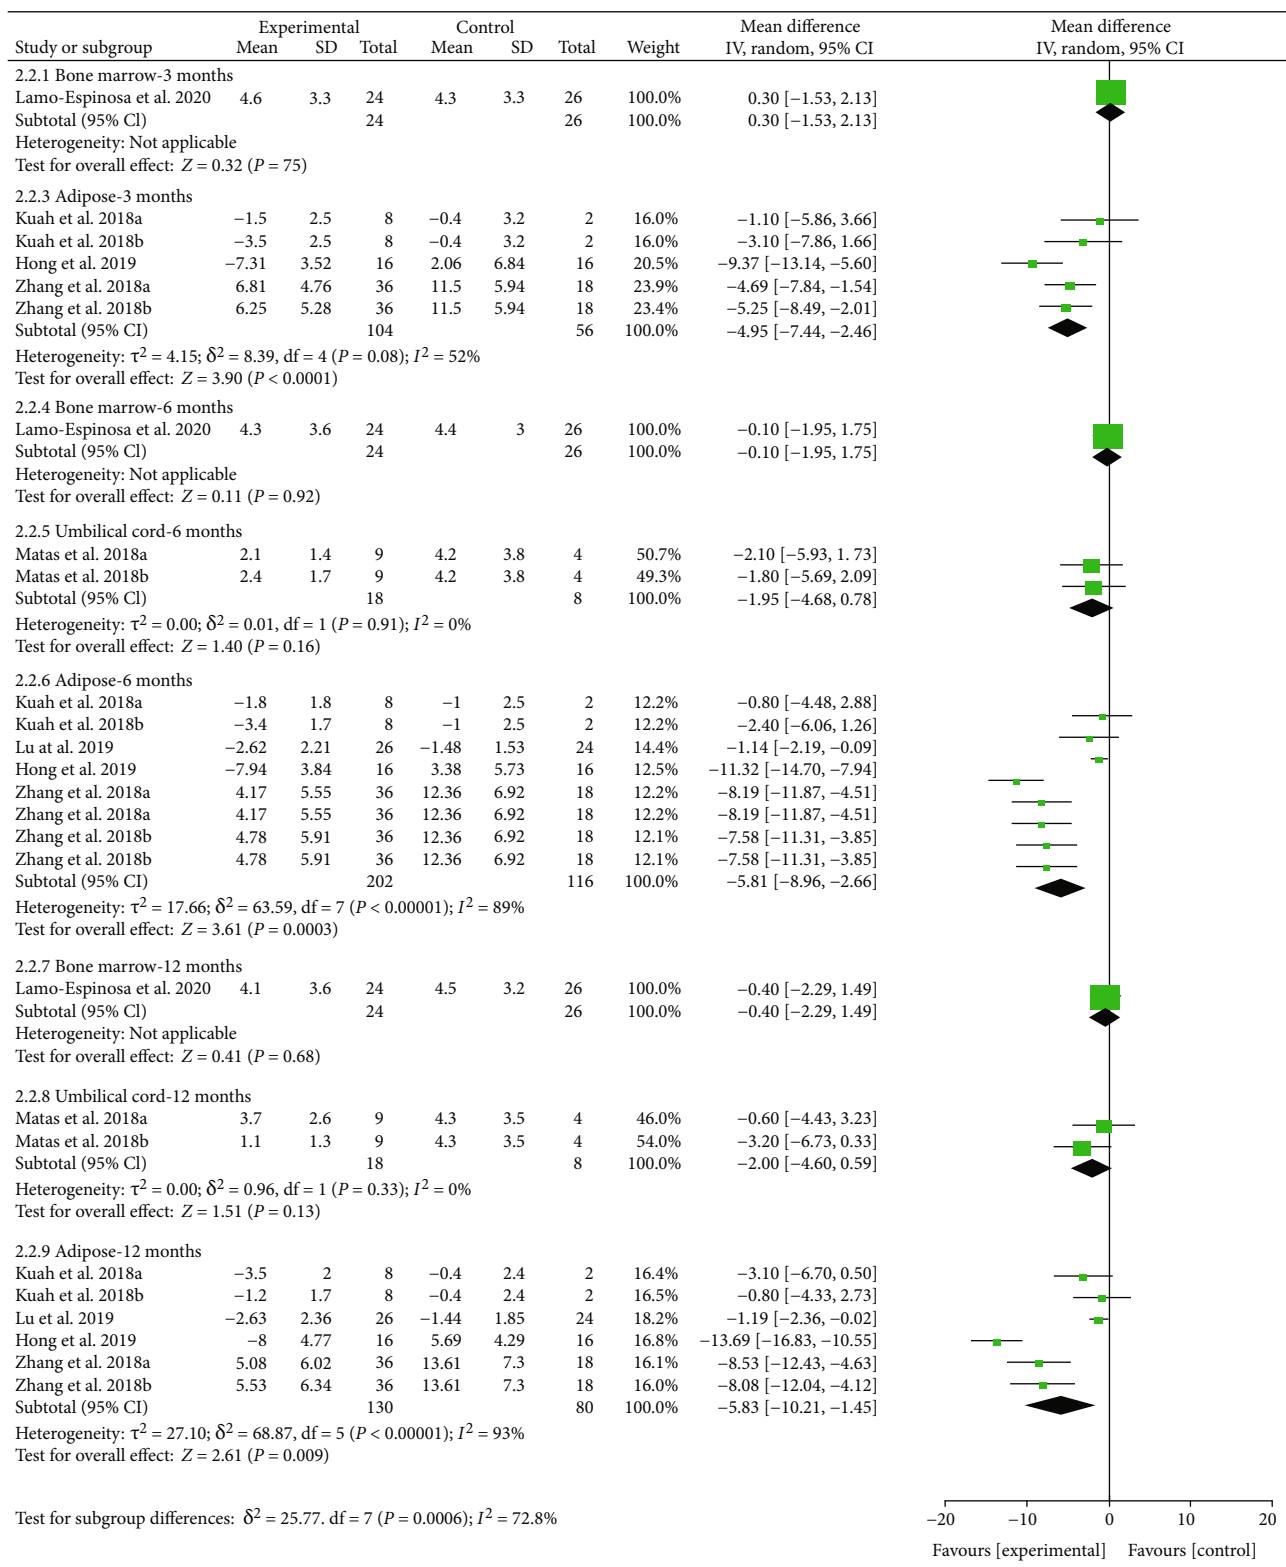 Experimental Control Mean difference Mean difference
Study or subgroup Mean SD Total Mean SD Total Weight IV, random, 95% CI IV, random, 95% CI
2.2.1 Bone marrow-3 months
Lamo-Espinosa et al. 2020 4.6 3.3 24 4.3 3.3 26 100.0% 0.30 [−1.53, 2.13]
Subtotal (95% Cl) 24 26 100.0% 0.30 [−1.53, 2.13]
Heterogeneity: Not applicable
Test for overall effect: Z = 0.32 (P = 75)
2.2.3 Adipose-3 months
Kuah et al. 2018a −1.5 2.5 8 −0.4 3.2 2 16.0% −1.10 [−5.86, 3.66]
Kuah et al. 2018b −3.5 2.5 8 −0.4 3.2 2 16.0% −3.10 [−7.86, 1.66]
Hong et al. 2019 −7.31 3.52 16 2.06 6.84 16 20.5% −9.37 [−13.14, −5.60]
Zhang et al. 2018a 6.81 4.76 36 11.5 5.94 18 23.9% −4.69 [−7.84, −1.54]
Zhang et al. 2018b 6.25 5.28 36 11.5 5.94 18 23.4% −5.25 [−8.49, −2.01]
Subtotal (95% CI) 104 56 100.0% −4.95 [−7.44, −2.46]
Heterogeneity: τ² = 4.15; δ² = 8.39, df = 4 (P = 0.08); I² = 52%
Test for overall effect: Z = 3.90 (P < 0.0001)
2.2.4 Bone marrow-6 months
Lamo-Espinosa et al. 2020 4.3 3.6 24 4.4 3 26 100.0% −0.10 [−1.95, 1.75]
Subtotal (95% Cl) 24 26 100.0% −0.10 [−1.95, 1.75]
Heterogeneity: Not applicable
Test for overall effect: Z = 0.11 (P = 0.92)
2.2.5 Umbilical cord-6 months
Matas et al. 2018a 2.1 1.4 9 4.2 3.8 4 50.7% −2.10 [−5.93, 1. 73]
Matas et al. 2018b 2.4 1.7 9 4.2 3.8 4 49.3% −1.80 [−5.69, 2.09]
Subtotal (95% Cl) 18 8 100.0% −1.95 [−4.68, 0.78]
Heterogeneity: τ² = 0.00; δ² = 0.01, df = 1 (P = 0.91); I² = 0%
Test for overall effect: Z = 1.40 (P = 0.16)
2.2.6 Adipose-6 months
Kuah et al. 2018a −1.8 1.8 8 −1 2.5 2 12.2% −0.80 [−4.48, 2.88]
Kuah et al. 2018b −3.4 1.7 8 −1 2.5 2 12.2% −2.40 [−6.06, 1.26]
Lu at al. 2019 −2.62 2.21 26 −1.48 1.53 24 14.4% −1.14 [−2.19, −0.09]
Hong et al. 2019 −7.94 3.84 16 3.38 5.73 16 12.5% −11.32 [−14.70, −7.94]
Zhang et al. 2018a 4.17 5.55 36 12.36 6.92 18 12.2% −8.19 [−11.87, −4.51]
Zhang et al. 2018a 4.17 5.55 36 12.36 6.92 18 12.2% −8.19 [−11.87, −4.51]
Zhang et al. 2018b 4.78 5.91 36 12.36 6.92 18 12.1% −7.58 [−11.31, −3.85]
Zhang et al. 2018b 4.78 5.91 36 12.36 6.92 18 12.1% −7.58 [−11.31, −3.85]
Subtotal (95% CI) 202 116 100.0% −5.81 [−8.96, −2.66]
Heterogeneity: τ² = 17.66; δ² = 63.59, df = 7 (P < 0.00001); I² = 89%
Test for overall effect: Z = 3.61 (P = 0.0003)
2.2.7 Bone marrow-12 months
Lamo-Espinosa et al. 2020 4.1 3.6 24 4.5 3.2 26 100.0% −0.40 [−2.29, 1.49]
Subtotal (95% Cl) 24 26 100.0% −0.40 [−2.29, 1.49]
Heterogeneity: Not applicable
Test for overall effect: Z = 0.41 (P = 0.68)
2.2.8 Umbilical cord-12 months
Matas et al. 2018a 3.7 2.6 9 4.3 3.5 4 46.0% −0.60 [−4.43, 3.23]
Matas et al. 2018b 1.1 1.3 9 4.3 3.5 4 54.0% −3.20 [−6.73, 0.33]
Subtotal (95% Cl) 18 8 100.0% −2.00 [−4.60, 0.59]
Heterogeneity: τ² = 0.00; δ² = 0.96, df = 1 (P = 0.33); I² = 0%
Test for overall effect: Z = 1.51 (P = 0.13)
2.2.9 Adipose-12 months
Kuah et al. 2018a −3.5 2 8 −0.4 2.4 2 16.4% −3.10 [−6.70, 0.50]
Kuah et al. 2018b −1.2 1.7 8 −0.4 2.4 2 16.5% −0.80 [−4.33, 2.73]
Lu et al. 2019 −2.63 2.36 26 −1.44 1.85 24 18.2% −1.19 [−2.36, −0.02]
Hong et al. 2019 −8 4.77 16 5.69 4.29 16 16.8% −13.69 [−16.83, −10.55]
Zhang et al. 2018a 5.08 6.02 36 13.61 7.3 18 16.1% −8.53 [−12.43, −4.63]
Zhang et al. 2018b 5.53 6.34 36 13.61 7.3 18 16.0% −8.08 [−12.04, −4.12]
Subtotal (95% CI) 130 80 100.0% −5.83 [−10.21, −1.45]
Heterogeneity: τ² = 27.10; δ² = 68.87, df = 5 (P < 0.00001); I² = 93%
Test for overall effect: Z = 2.61 (P = 0.009)
Test for subgroup differences: δ² = 25.77. df = 7 (P = 0.0006); I² = 72.8%
−20 −10 0 10 20
Favours [experimental] Favours [control]